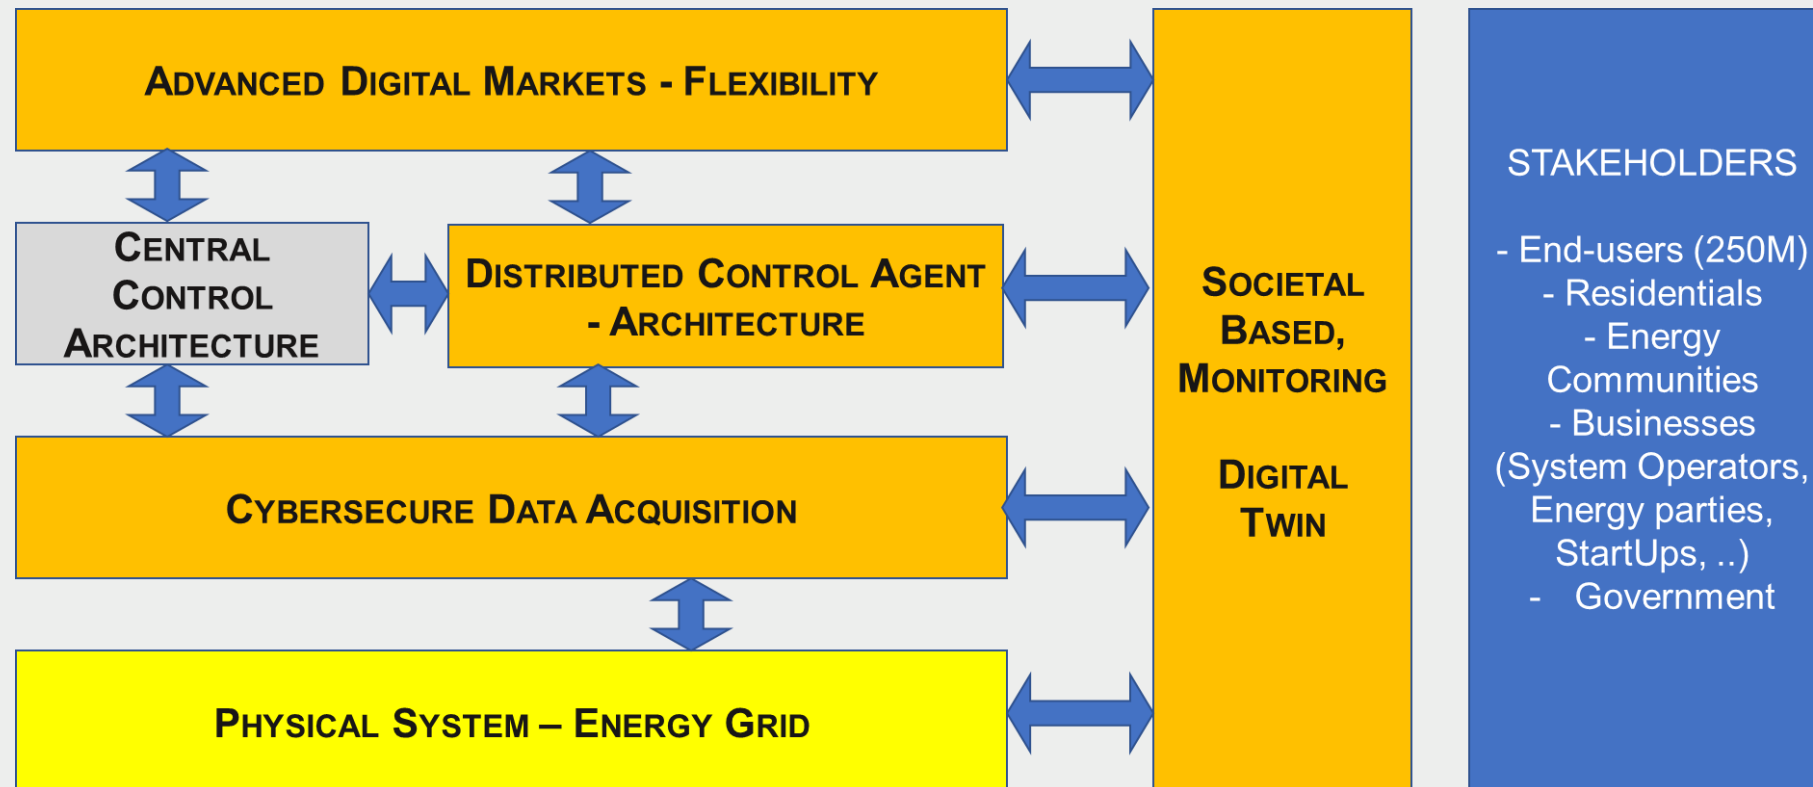 ADVANCED DIGITAL MARKETS - FLEXIBILITY
CENTRAL
CONTROL
ARCHITECTURE
DISTRIBUTED CONTROL AGENT
- ARCHITECTURE
CYBERSECURE DATA ACQUISITION
PHYSICAL SYSTEM – ENERGY GRID
SOCIETAL
BASED,
MONITORING
DIGITAL
TWIN
STAKEHOLDERS
- End-users (250M)
- Residentials
- Energy
Communities
- Businesses
(System Operators,
Energy parties,
StartUps, ..)
- Government